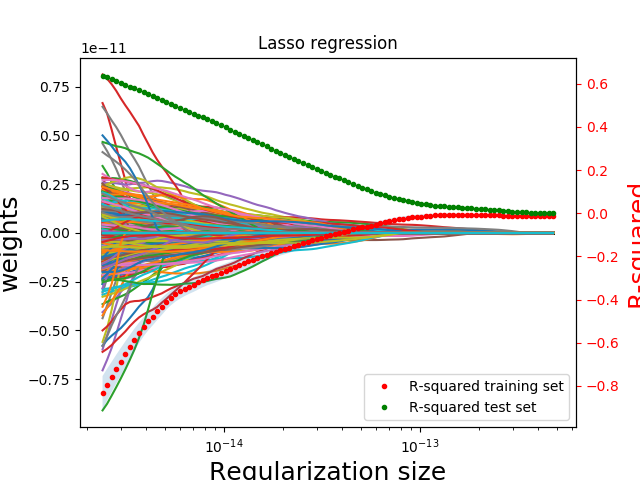 Lasso regression
1e−11
0.75
0.50
0.25
0.00
−0.25
−0.50
−0.75
weights
0.6
0.4
0.2
0.0
−0.2
−0.4
−0.6
−0.8
R-squared
R-squared training set
R-squared test set
10⁻¹⁴
10⁻¹³
Regularization size